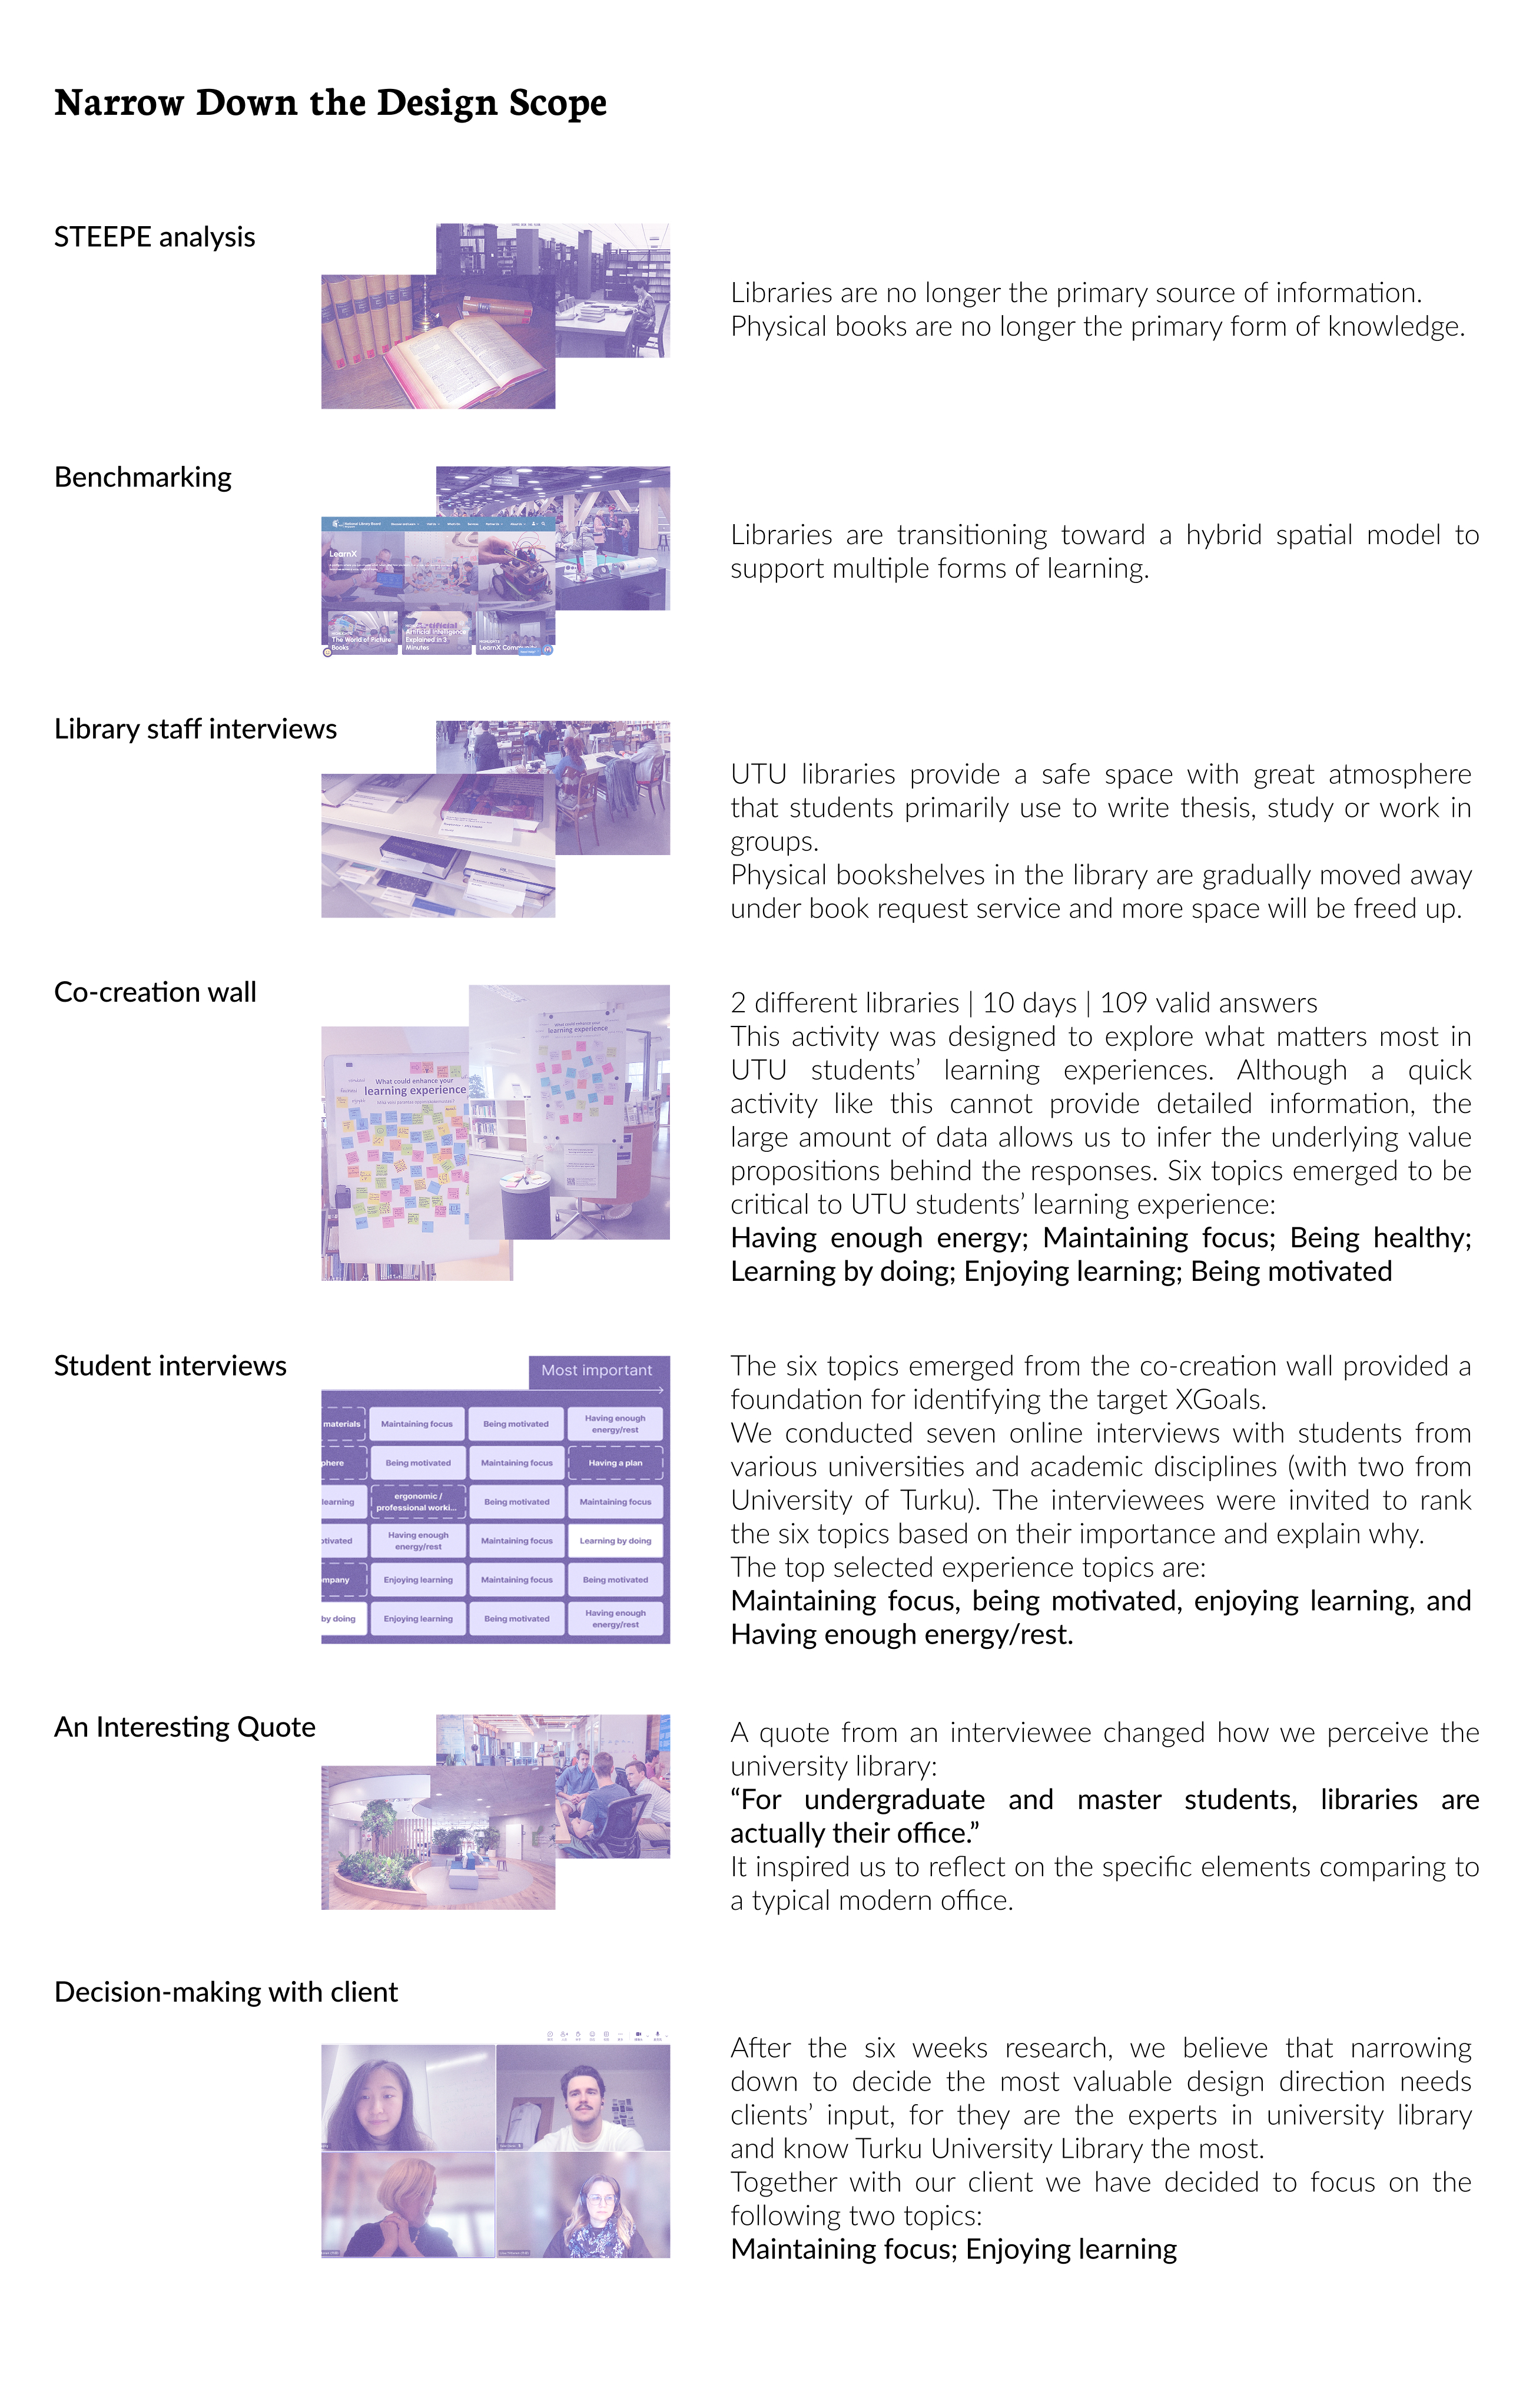 Narrow Down the Design Scope
STEEPE analysis
Libraries are no longer the primary source of information.
Physical books are no longer the primary form of knowledge.
Benchmarking
National Library Board
LearnX
The World of Picture
Books
Artificial Intelligence
Explained in 3
Minutes
LearnX Community
Libraries are transitioning toward a hybrid spatial model to
support multiple forms of learning.
Library staff interviews
UTU libraries provide a safe space with great atmosphere
that students primarily use to write thesis, study or work in
groups.
Physical bookshelves in the library are gradually moved away
under book request service and more space will be freed up.
Co-creation wall
What could enhance your
learning experience
What could enhance your
learning experience
2 different libraries | 10 days | 109 valid answers
This activity was designed to explore what matters most in
UTU students’ learning experiences. Although a quick
activity like this cannot provide detailed information, the
large amount of data allows us to infer the underlying value
propositions behind the responses. Six topics emerged to be
critical to UTU students’ learning experience:
Having enough energy; Maintaining focus; Being healthy;
Learning by doing; Enjoying learning; Being motivated
Student interviews
Most important
materials Maintaining focus Being motivated Having enough energy/rest
phere Being motivated Maintaining focus Having a plan
learning ergonomic / professional worki... Being motivated Maintaining focus
otivated Having enough energy/rest Maintaining focus Learning by doing
mpany Enjoying learning Maintaining focus Being motivated
by doing Enjoying learning Being motivated Having enough energy/rest
The six topics emerged from the co-creation wall provided a
foundation for identifying the target XGoals.
We conducted seven online interviews with students from
various universities and academic disciplines (with two from
University of Turku). The interviewees were invited to rank
the six topics based on their importance and explain why.
The top selected experience topics are:
Maintaining focus, being motivated, enjoying learning, and
Having enough energy/rest.
An Interesting Quote
A quote from an interviewee changed how we perceive the
university library:
“For undergraduate and master students, libraries are
actually their office.”
It inspired us to reflect on the specific elements comparing to
a typical modern office.
Decision-making with client
After the six weeks research, we believe that narrowing
down to decide the most valuable design direction needs
clients’ input, for they are the experts in university library
and know Turku University Library the most.
Together with our client we have decided to focus on the
following two topics:
Maintaining focus; Enjoying learning